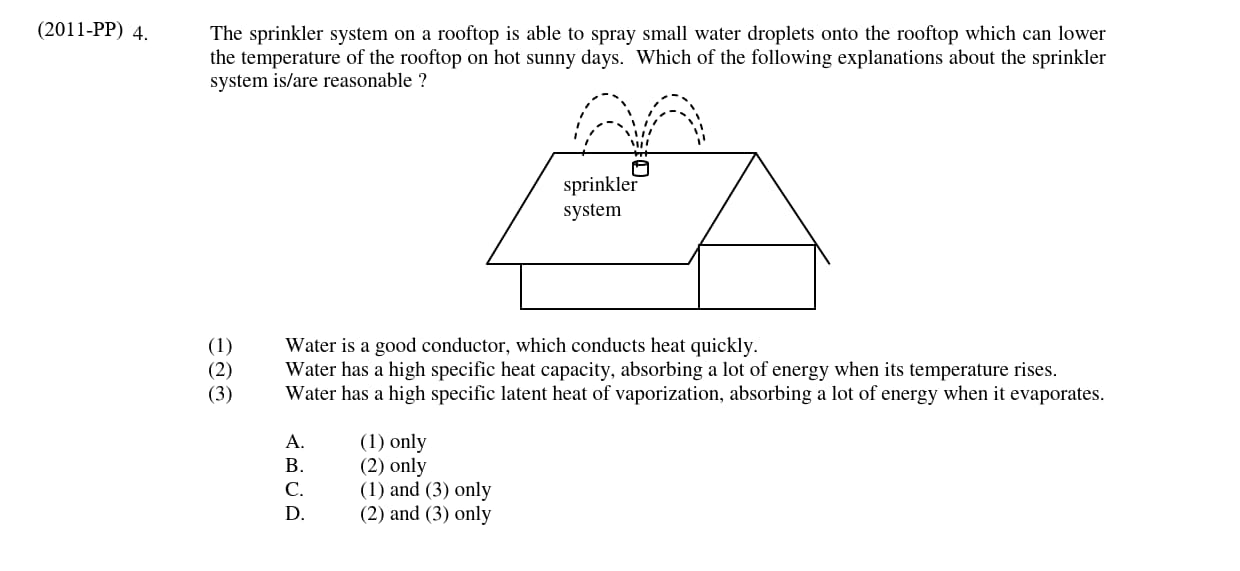 (2011-PP) 4. The sprinkler system on a rooftop is able to spray small water droplets onto the rooftop which can lower
the temperature of the rooftop on hot sunny days. Which of the following explanations about the sprinkler
system is/are reasonable ?
sprinkler
system
(1) Water is a good conductor, which conducts heat quickly.
(2) Water has a high specific heat capacity, absorbing a lot of energy when its temperature rises.
(3) Water has a high specific latent heat of vaporization, absorbing a lot of energy when it evaporates.
A. (1) only
B. (2) only
C. (1) and (3) only
D. (2) and (3) only